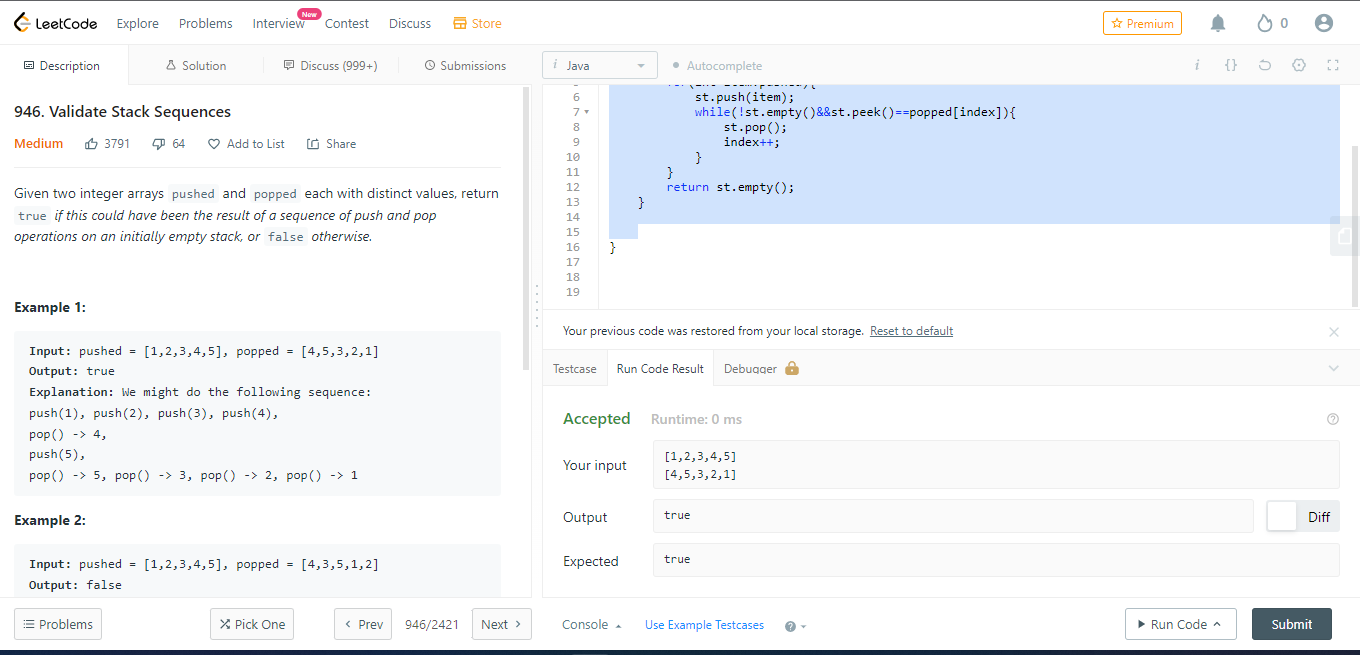 LeetCode Explore Problems Interview New Contest Discuss Store Premium 0
Description Solution Discuss (999+) Submissions
946. Validate Stack Sequences
Medium 3791 64 Add to List Share
Given two integer arrays pushed and popped each with distinct values, return
true if this could have been the result of a sequence of push and pop
operations on an initially empty stack, or false otherwise.
Example 1:
Input: pushed = [1,2,3,4,5], popped = [4,5,3,2,1]
Output: true
Explanation: We might do the following sequence:
push(1), push(2), push(3), push(4),
pop() -> 4,
push(5),
pop() -> 5, pop() -> 3, pop() -> 2, pop() -> 1
Example 2:
Input: pushed = [1,2,3,4,5], popped = [4,3,5,1,2]
Output: false
Problems Pick One Prev 946/2421 Next
i Java Autocomplete i {}
6 st.push(item);
7 while(!st.empty()&&st.peek()==popped[index]){
8 st.pop();
9 index++;
10 }
11 }
12 return st.empty();
13 }
14
15
16 }
17
18
19
Your previous code was restored from your local storage. Reset to default
Testcase Run Code Result Debugger
Accepted Runtime: 0 ms
Your input [1,2,3,4,5]
[4,5,3,2,1]
Output true Diff
Expected true
Console Use Example Testcases Run Code Submit